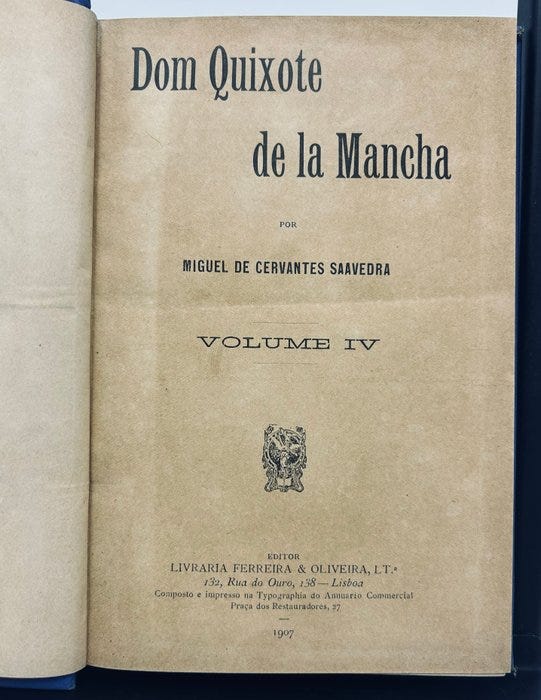 Dom Quixote
de la Mancha
POR
MIGUEL DE CERVANTES SAAVEDRA
VOLUME IV
EDITOR
LIVRARIA FERREIRA & OLIVEIRA, LT.ª
132, Rua do Ouro, 138 — Lisboa
Composto e impresso na Typographia do Annuario Commercial
Praça dos Restauradores, 27
1907